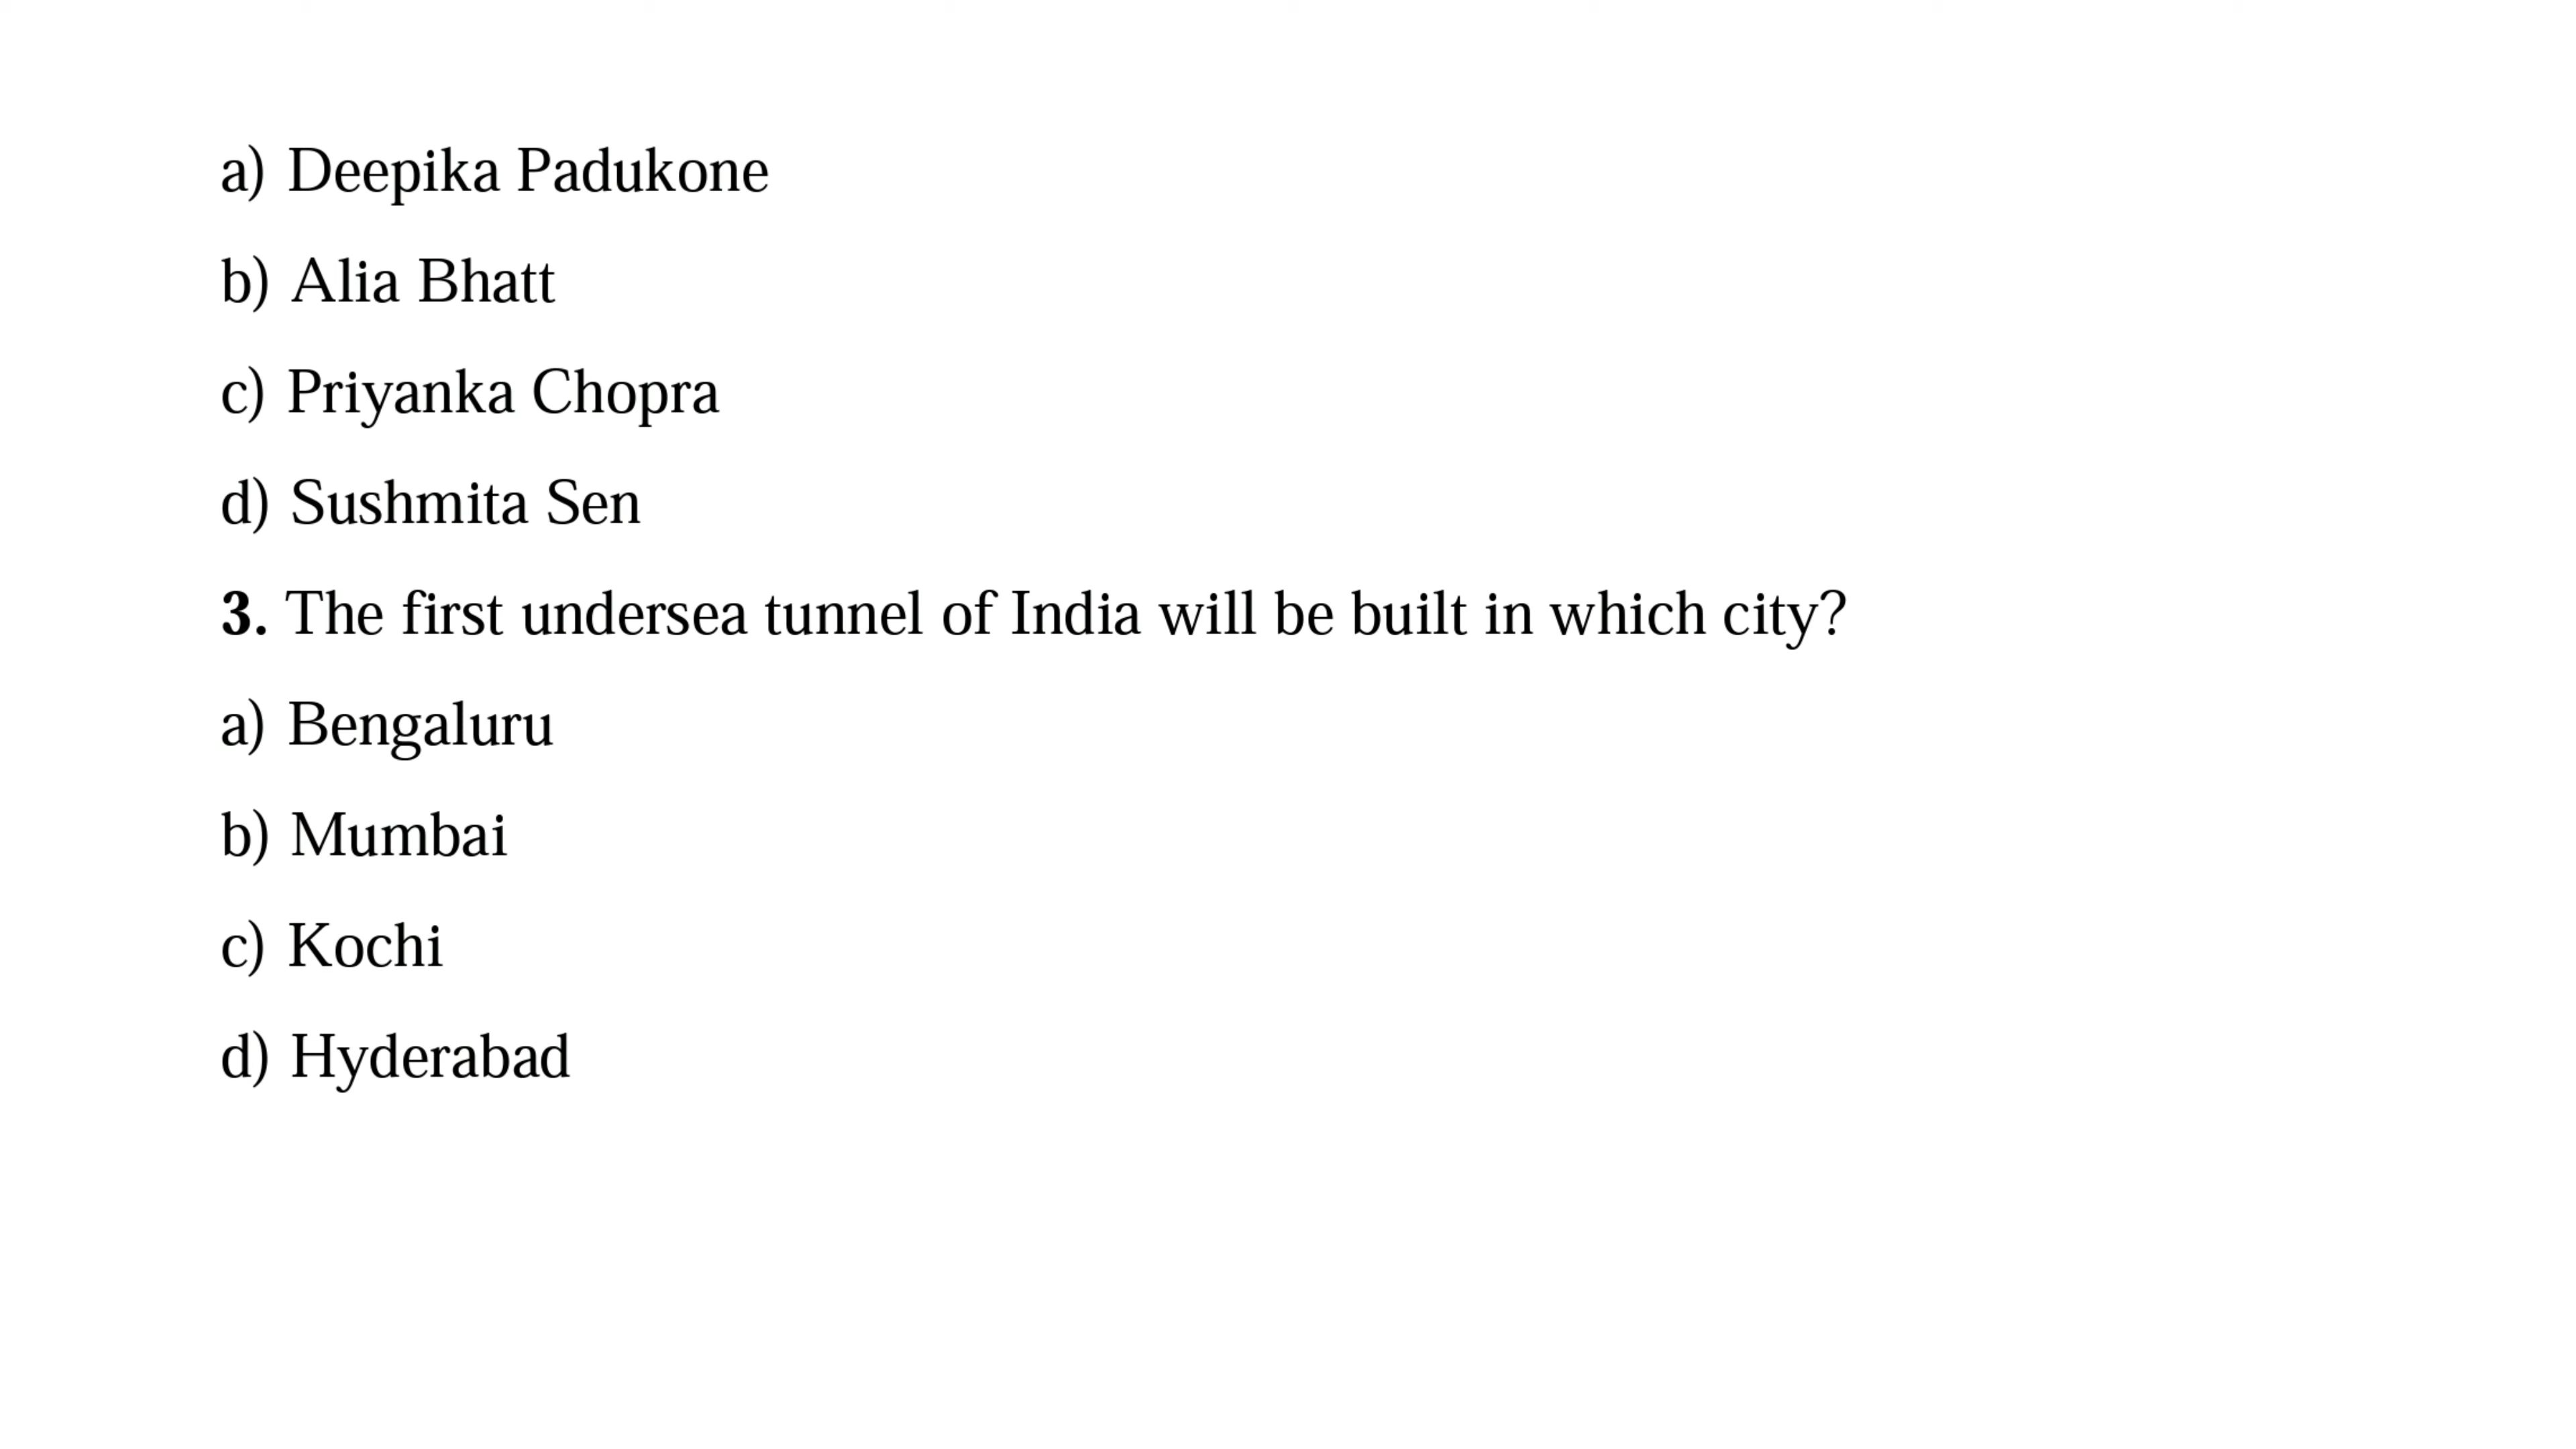 a) Deepika Padukone
b) Alia Bhatt
c) Priyanka Chopra
d) Sushmita Sen
3. The first undersea tunnel of India will be built in which city?
a) Bengaluru
b) Mumbai
c) Kochi
d) Hyderabad